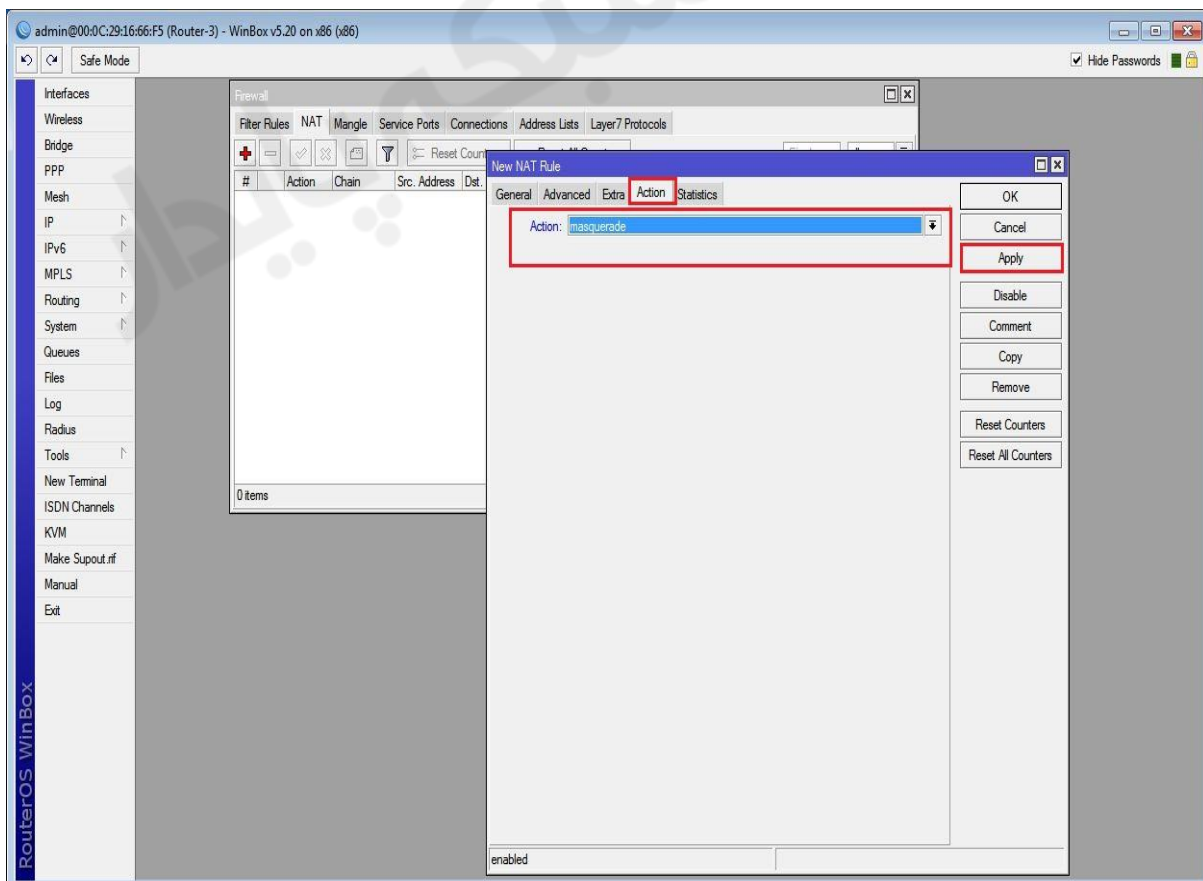 admin@00:0C:29:16:66:F5 (Router-3) - WinBox v5.20 on x86 (x86)
Safe Mode
Hide Passwords
Interfaces
Wireless
Bridge
PPP
Mesh
IP
IPv6
MPLS
Routing
System
Queues
Files
Log
Radius
Tools
New Terminal
ISDN Channels
KVM
Make Supout.rif
Manual
Exit
RouterOS WinBox
Firewall
Filter Rules NAT Mangle Service Ports Connections Address Lists Layer7 Protocols
Reset
# Action Chain Src. Address Dst.
0 items
New NAT Rule
General Advanced Extra Action Statistics
Action: masquerade
OK
Cancel
Apply
Disable
Comment
Copy
Remove
Reset Counters
Reset All Counters
enabled